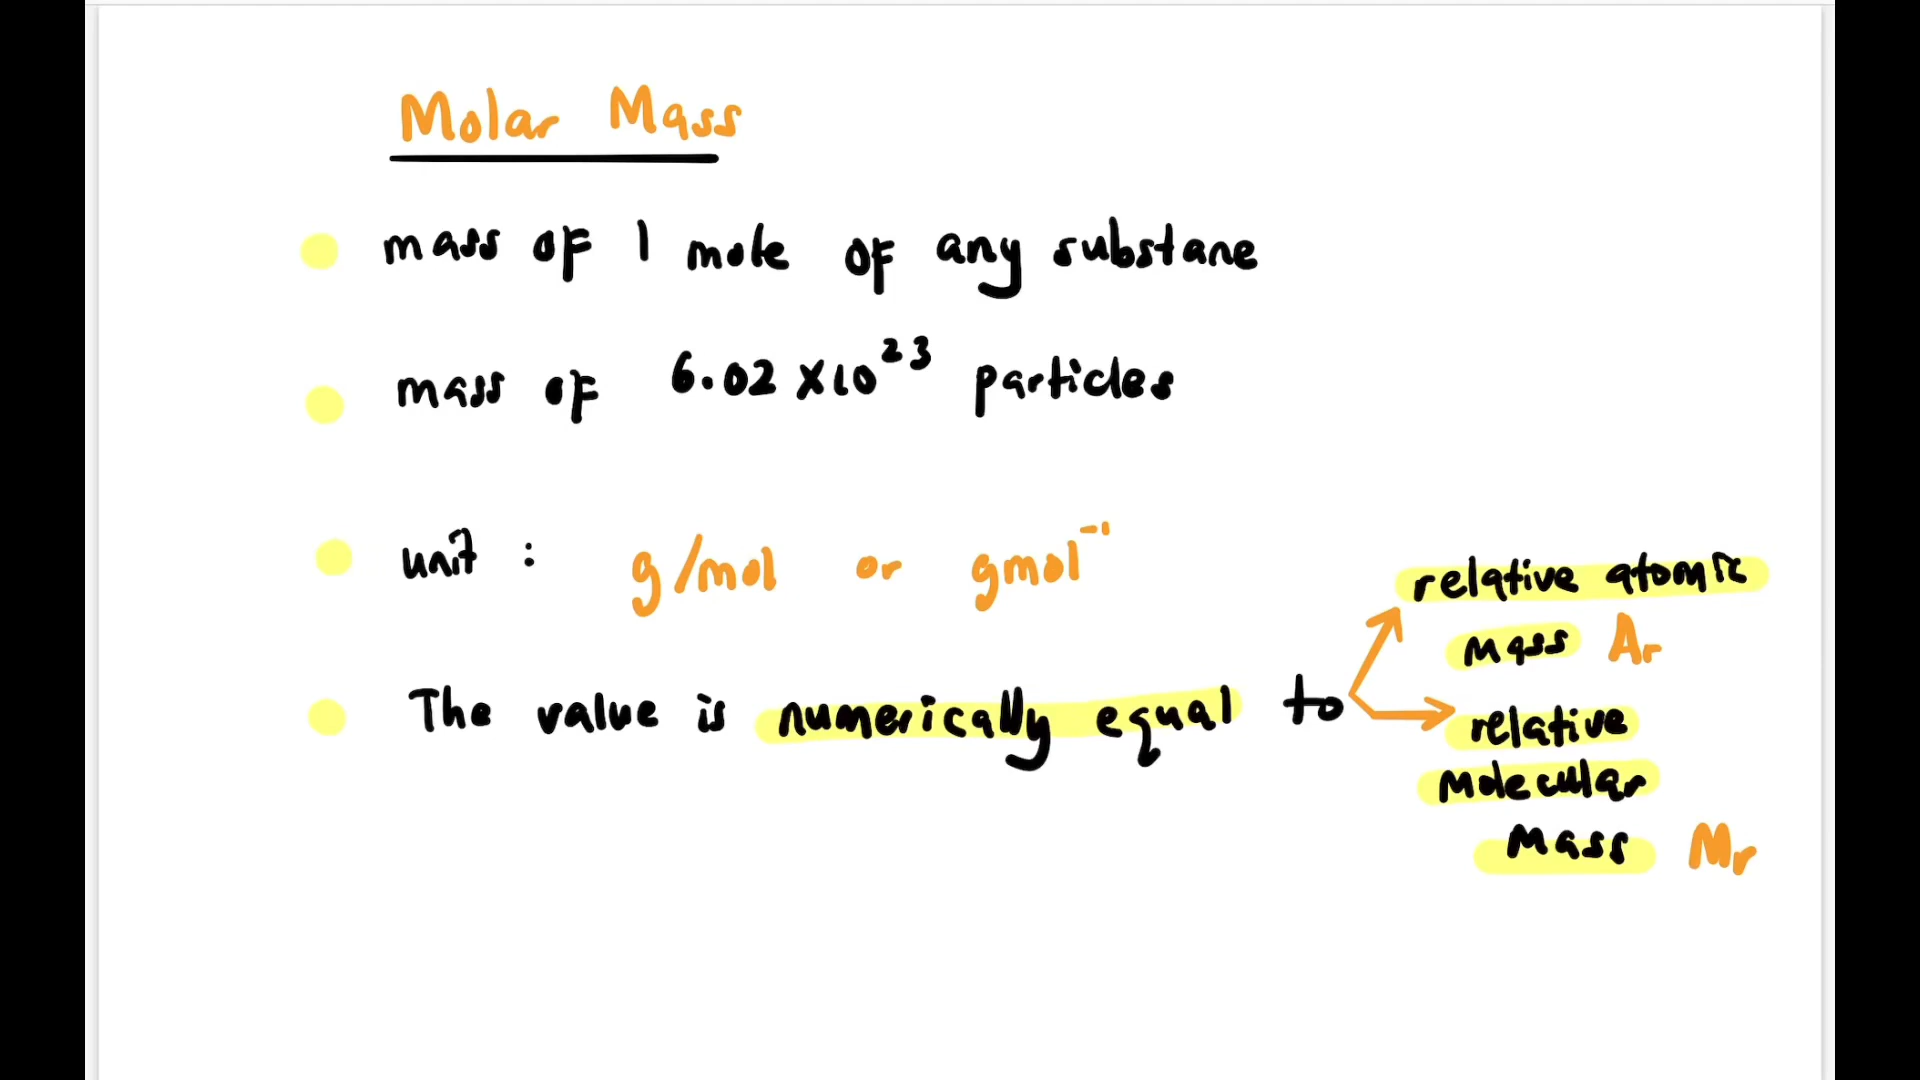 Molar Mass
mass of 1 mole of any substane
mass of 6.02 x10²³ particles
unit : g/mol or gmol⁻¹
The value is numerically equal to
relative atomic
mass Ar
relative
molecular
mass Mr